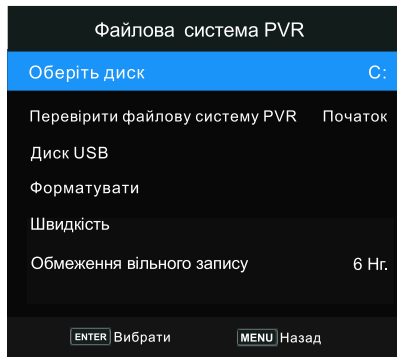 Файлова система PVR
Оберіть диск C:
Перевірити файлову систему PVR Початок
Диск USB
Форматувати
Швидкість
Обмеження вільного запису 6 Hr.
ENTER Вибрати MENU Назад